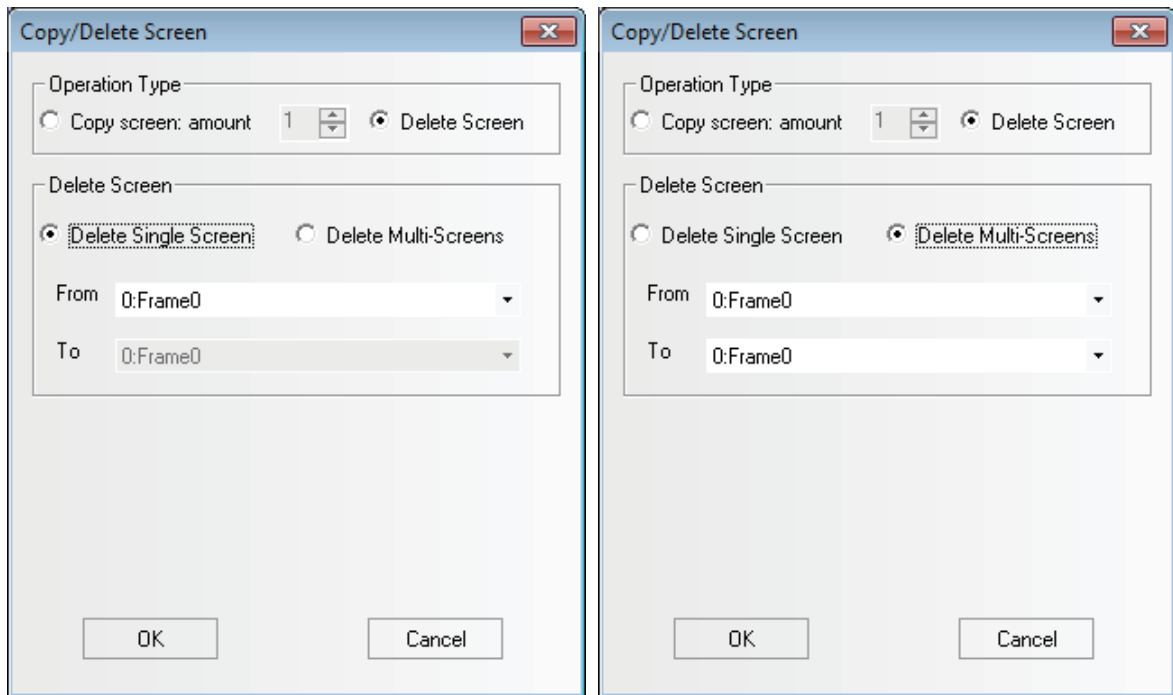 Copy/Delete Screen
Operation Type
Copy screen: amount 1 Delete Screen
Delete Screen
Delete Single Screen Delete Multi-Screens
From 0:Frame0
To 0:Frame0
OK Cancel
Copy/Delete Screen
Operation Type
Copy screen: amount 1 Delete Screen
Delete Screen
Delete Single Screen Delete Multi-Screens
From 0:Frame0
To 0:Frame0
OK Cancel